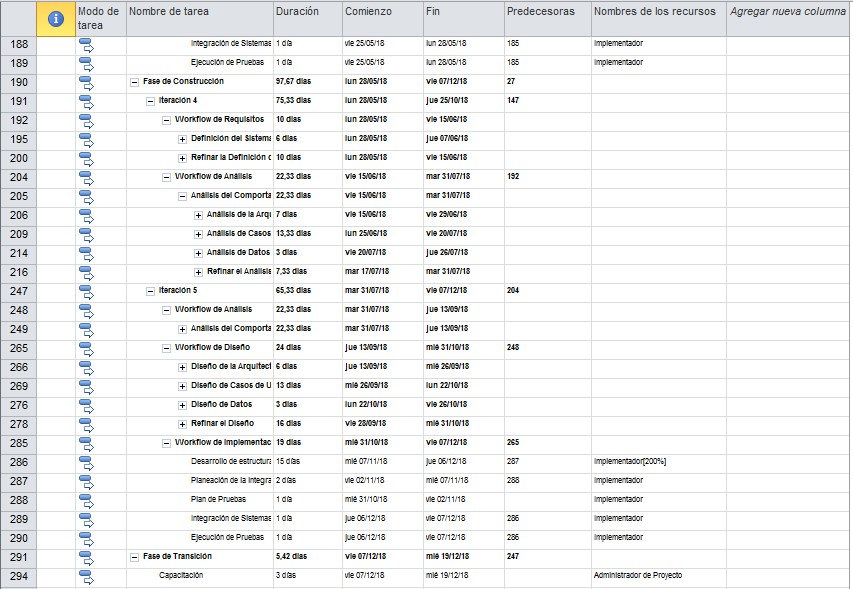 Modo de tarea Nombre de tarea Duración Comienzo Fin Predecesoras Nombres de los recursos Agregar nueva columna
188 Integración de Sistemas 1 día vie 25/05/18 lun 28/05/18 185 Implementador
189 Ejecución de Pruebas 1 día vie 25/05/18 lun 28/05/18 185 Implementador
190 Fase de Construcción 97,67 días lun 28/05/18 vie 07/12/18 27
191 Iteración 4 75,33 días lun 28/05/18 jue 25/10/18 147
192 Workflow de Requisitos 10 días lun 28/05/18 vie 15/06/18
195 Definición del Sistema 6 días lun 28/05/18 jue 07/06/18
200 Refinar la Definición d 10 días lun 28/05/18 vie 15/06/18
204 Workflow de Análisis 22,33 días vie 15/06/18 mar 31/07/18 192
205 Análisis del Comporta 22,33 días vie 15/06/18 mar 31/07/18
206 Análisis de la Arqu 7 días vie 15/06/18 vie 29/06/18
209 Análisis de Casos 13,33 días lun 25/06/18 vie 20/07/18
214 Análisis de Datos 3 días vie 20/07/18 jue 26/07/18
216 Refinar el Análisis 7,33 días mar 17/07/18 mar 31/07/18
247 Iteración 5 65,33 días mar 31/07/18 vie 07/12/18 204
248 Workflow de Análisis 22,33 días mar 31/07/18 jue 13/09/18
249 Análisis del Comporta 22,33 días mar 31/07/18 jue 13/09/18
265 Workflow de Diseño 24 días jue 13/09/18 mié 31/10/18 248
266 Diseño de la Arquitect 6 días jue 13/09/18 mié 26/09/18
269 Diseño de Casos de U 13 días mié 26/09/18 lun 22/10/18
276 Diseño de Datos 3 días lun 22/10/18 vie 26/10/18
278 Refinar el Diseño 16 días vie 28/09/18 mié 31/10/18
285 Workflow de Implementac 19 días mié 31/10/18 vie 07/12/18 265
286 Desarrollo de estructura 15 días mié 07/11/18 jue 06/12/18 287 Implementador[200%]
287 Planeación de la Integra 2 días vie 02/11/18 mié 07/11/18 288 Implementador
288 Plan de Pruebas 1 día mié 31/10/18 vie 02/11/18 Implementador
289 Integración de Sistemas 1 día jue 06/12/18 vie 07/12/18 286 Implementador
290 Ejecución de Pruebas 1 día jue 06/12/18 vie 07/12/18 286 Implementador
291 Fase de Transición 5,42 días vie 07/12/18 mié 19/12/18 247
294 Capacitación 3 días vie 07/12/18 mié 19/12/18 Administrador de Proyecto